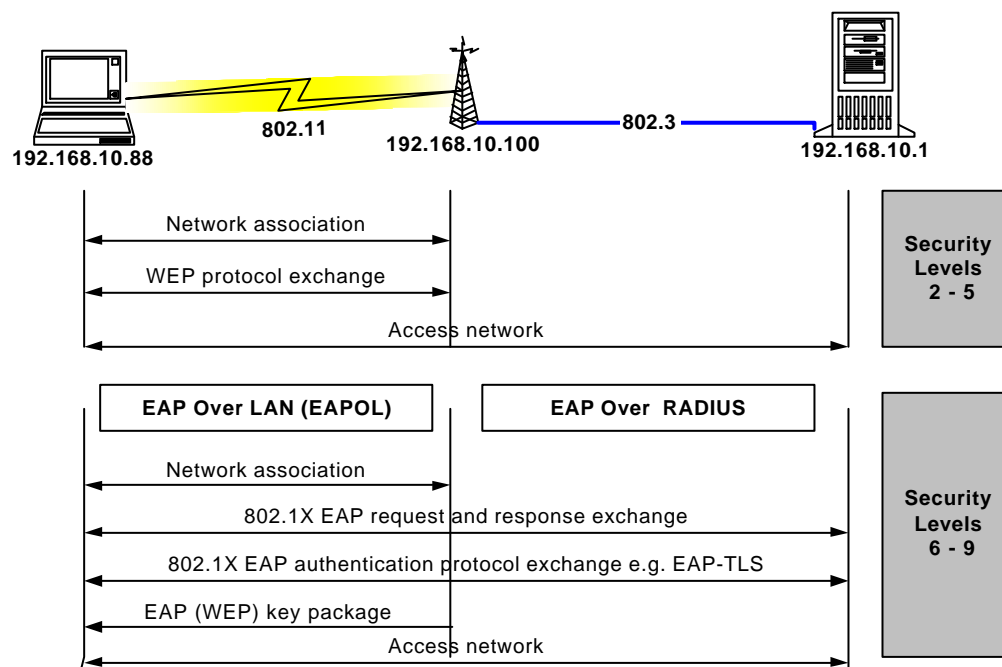 802.11
802.3
192.168.10.88
192.168.10.100
192.168.10.1
Network association
WEP protocol exchange
Access network
Security
Levels
2 - 5
EAP Over LAN (EAPOL)
EAP Over RADIUS
Network association
802.1X EAP request and response exchange
802.1X EAP authentication protocol exchange e.g. EAP-TLS
EAP (WEP) key package
Access network
Security
Levels
6 - 9